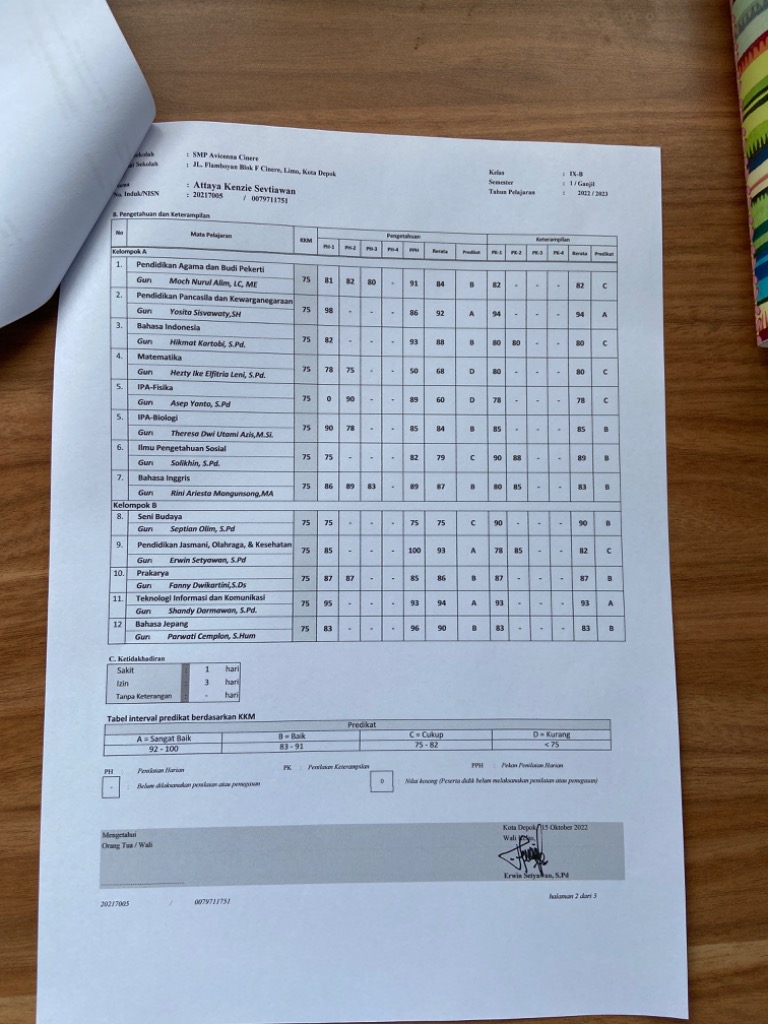 ekolah : SMP Avicenna Cinere
Sekolah : JL. Flamboyan Blok F Cinere, Limo, Kota Depok
: Attaya Kenzie Sevtiawan
No. Induk/NISN : 20217005 / 0079711751
Kelas : IX-B
Semester : 1 / Ganjil
Tahun Pelajaran : 2022 / 2023
B. Pengetahuan dan Keterampilan
No Mata Pelajaran KKM Pengetahuan Keterampilan
PH-1 PH-2 PH-3 PH-4 PPH Rerata Predikat PK-1 PK-2 PK-3 PK-4 Rerata Predikat
Kelompok A
1. Pendidikan Agama dan Budi Pekerti
Guru Moch Nurul Alim, LC, ME 75 81 82 80 - 91 84 B 82 - - - 82 C
2. Pendidikan Pancasila dan Kewarganegaraan
Guru Yosita Sisvawaty,SH 75 98 - - - 86 92 A 94 - - - 94 A
3. Bahasa Indonesia
Guru Hikmat Kartobi, S.Pd. 75 82 - - - 93 88 B 80 80 - - 80 C
4. Matematika
Guru Hezty Ike Elfitria Leni, S.Pd. 75 78 75 - - 50 68 D 80 - - - 80 C
5. IPA-Fisika
Guru Asep Yanto, S.Pd 75 0 90 - - 89 60 D 78 - - - 78 C
5. IPA-Biologi
Guru Theresa Dwi Utami Azis,M.Si. 75 90 78 - - 85 84 B 85 - - - 85 B
6. Ilmu Pengetahuan Sosial
Guru Solikhin, S.Pd. 75 75 - - - 82 79 C 90 88 - - 89 B
7. Bahasa Inggris
Guru Rini Ariesta Mangunsong,MA 75 86 89 83 - 89 87 B 80 85 - - 83 B
Kelompok B
8. Seni Budaya
Guru Septian Olim, S.Pd 75 75 - - - 75 75 C 90 - - - 90 B
9. Pendidikan Jasmani, Olahraga, & Kesehatan
Guru Erwin Setyawan, S.Pd 75 85 - - - 100 93 A 78 85 - - 82 C
10. Prakarya
Guru Fanny Dwikartini,S.Ds 75 87 87 - - 85 86 B 87 - - - 87 B
11. Teknologi Informasi dan Komunikasi
Guru Shandy Darmawan, S.Pd. 75 95 - - - 93 94 A 93 - - - 93 A
12 Bahasa Jepang
Guru Parwati Cemplon, S.Hum 75 83 - - - 96 90 B 83 - - - 83 B
C. Ketidakhadiran
Sakit : 1 hari
Izin : 3 hari
Tanpa Keterangan : - hari
Tabel interval predikat berdasarkan KKM
Predikat
A = Sangat Baik B = Baik C = Cukup D = Kurang
92 - 100 83 - 91 75 - 82 < 75
PH : Penilaian Harian PK : Penilaian Keterampilan PPH : Pekan Penilaian Harian
- : Belum dilaksanakan penilaian atau penugasan 0 : Nilai kosong (Peserta didik belum melaksanakan penilaian atau penugasan)
Mengetahui
Orang Tua / Wali
Kota Depok, 15 Oktober 2022
Wali Kelas,
Erwin Setyawan, S.Pd
20217005 / 0079711751
halaman 2 dari 3